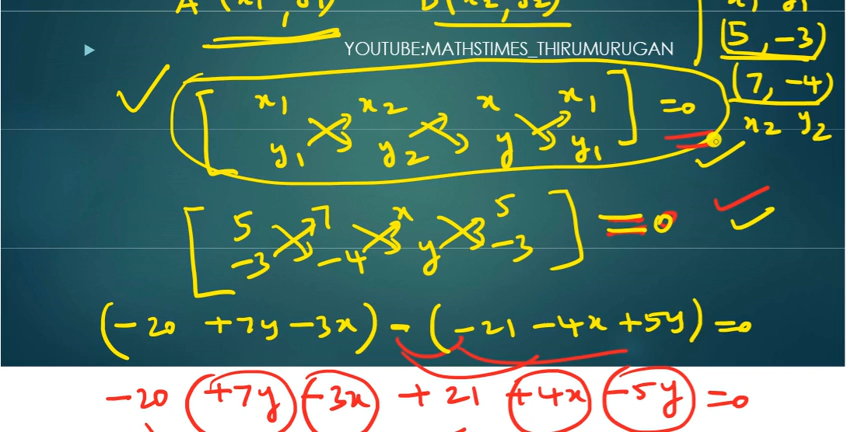 A (x1, y1) B(x2, y2) x1 y1
YOUTUBE:MATHSTIMES_THIRUMURUGAN
(5, -3)
(7, -4)
x2 y2
[ x1 x2 x x1
y1 y2 y y1 ] =0
[ 5 7 x 5
-3 -4 y -3 ] =0
(-20 +7y -3x) - (-21 -4x +5y) =0
-20 +7y -3x +21 +4x -5y =0